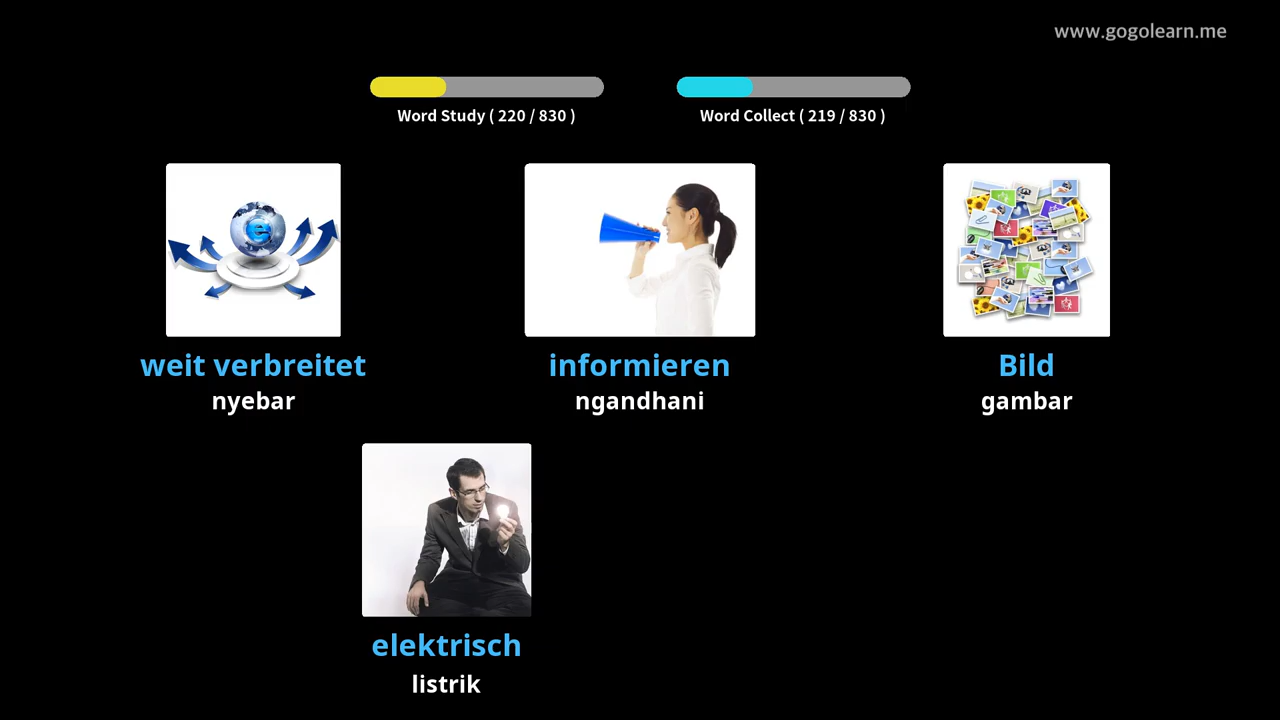 www.gogolearn.me
Word Study ( 220 / 830 )
Word Collect ( 219 / 830 )
weit verbreitet
nyebar
informieren
ngandhani
Bild
gambar
elektrisch
listrik